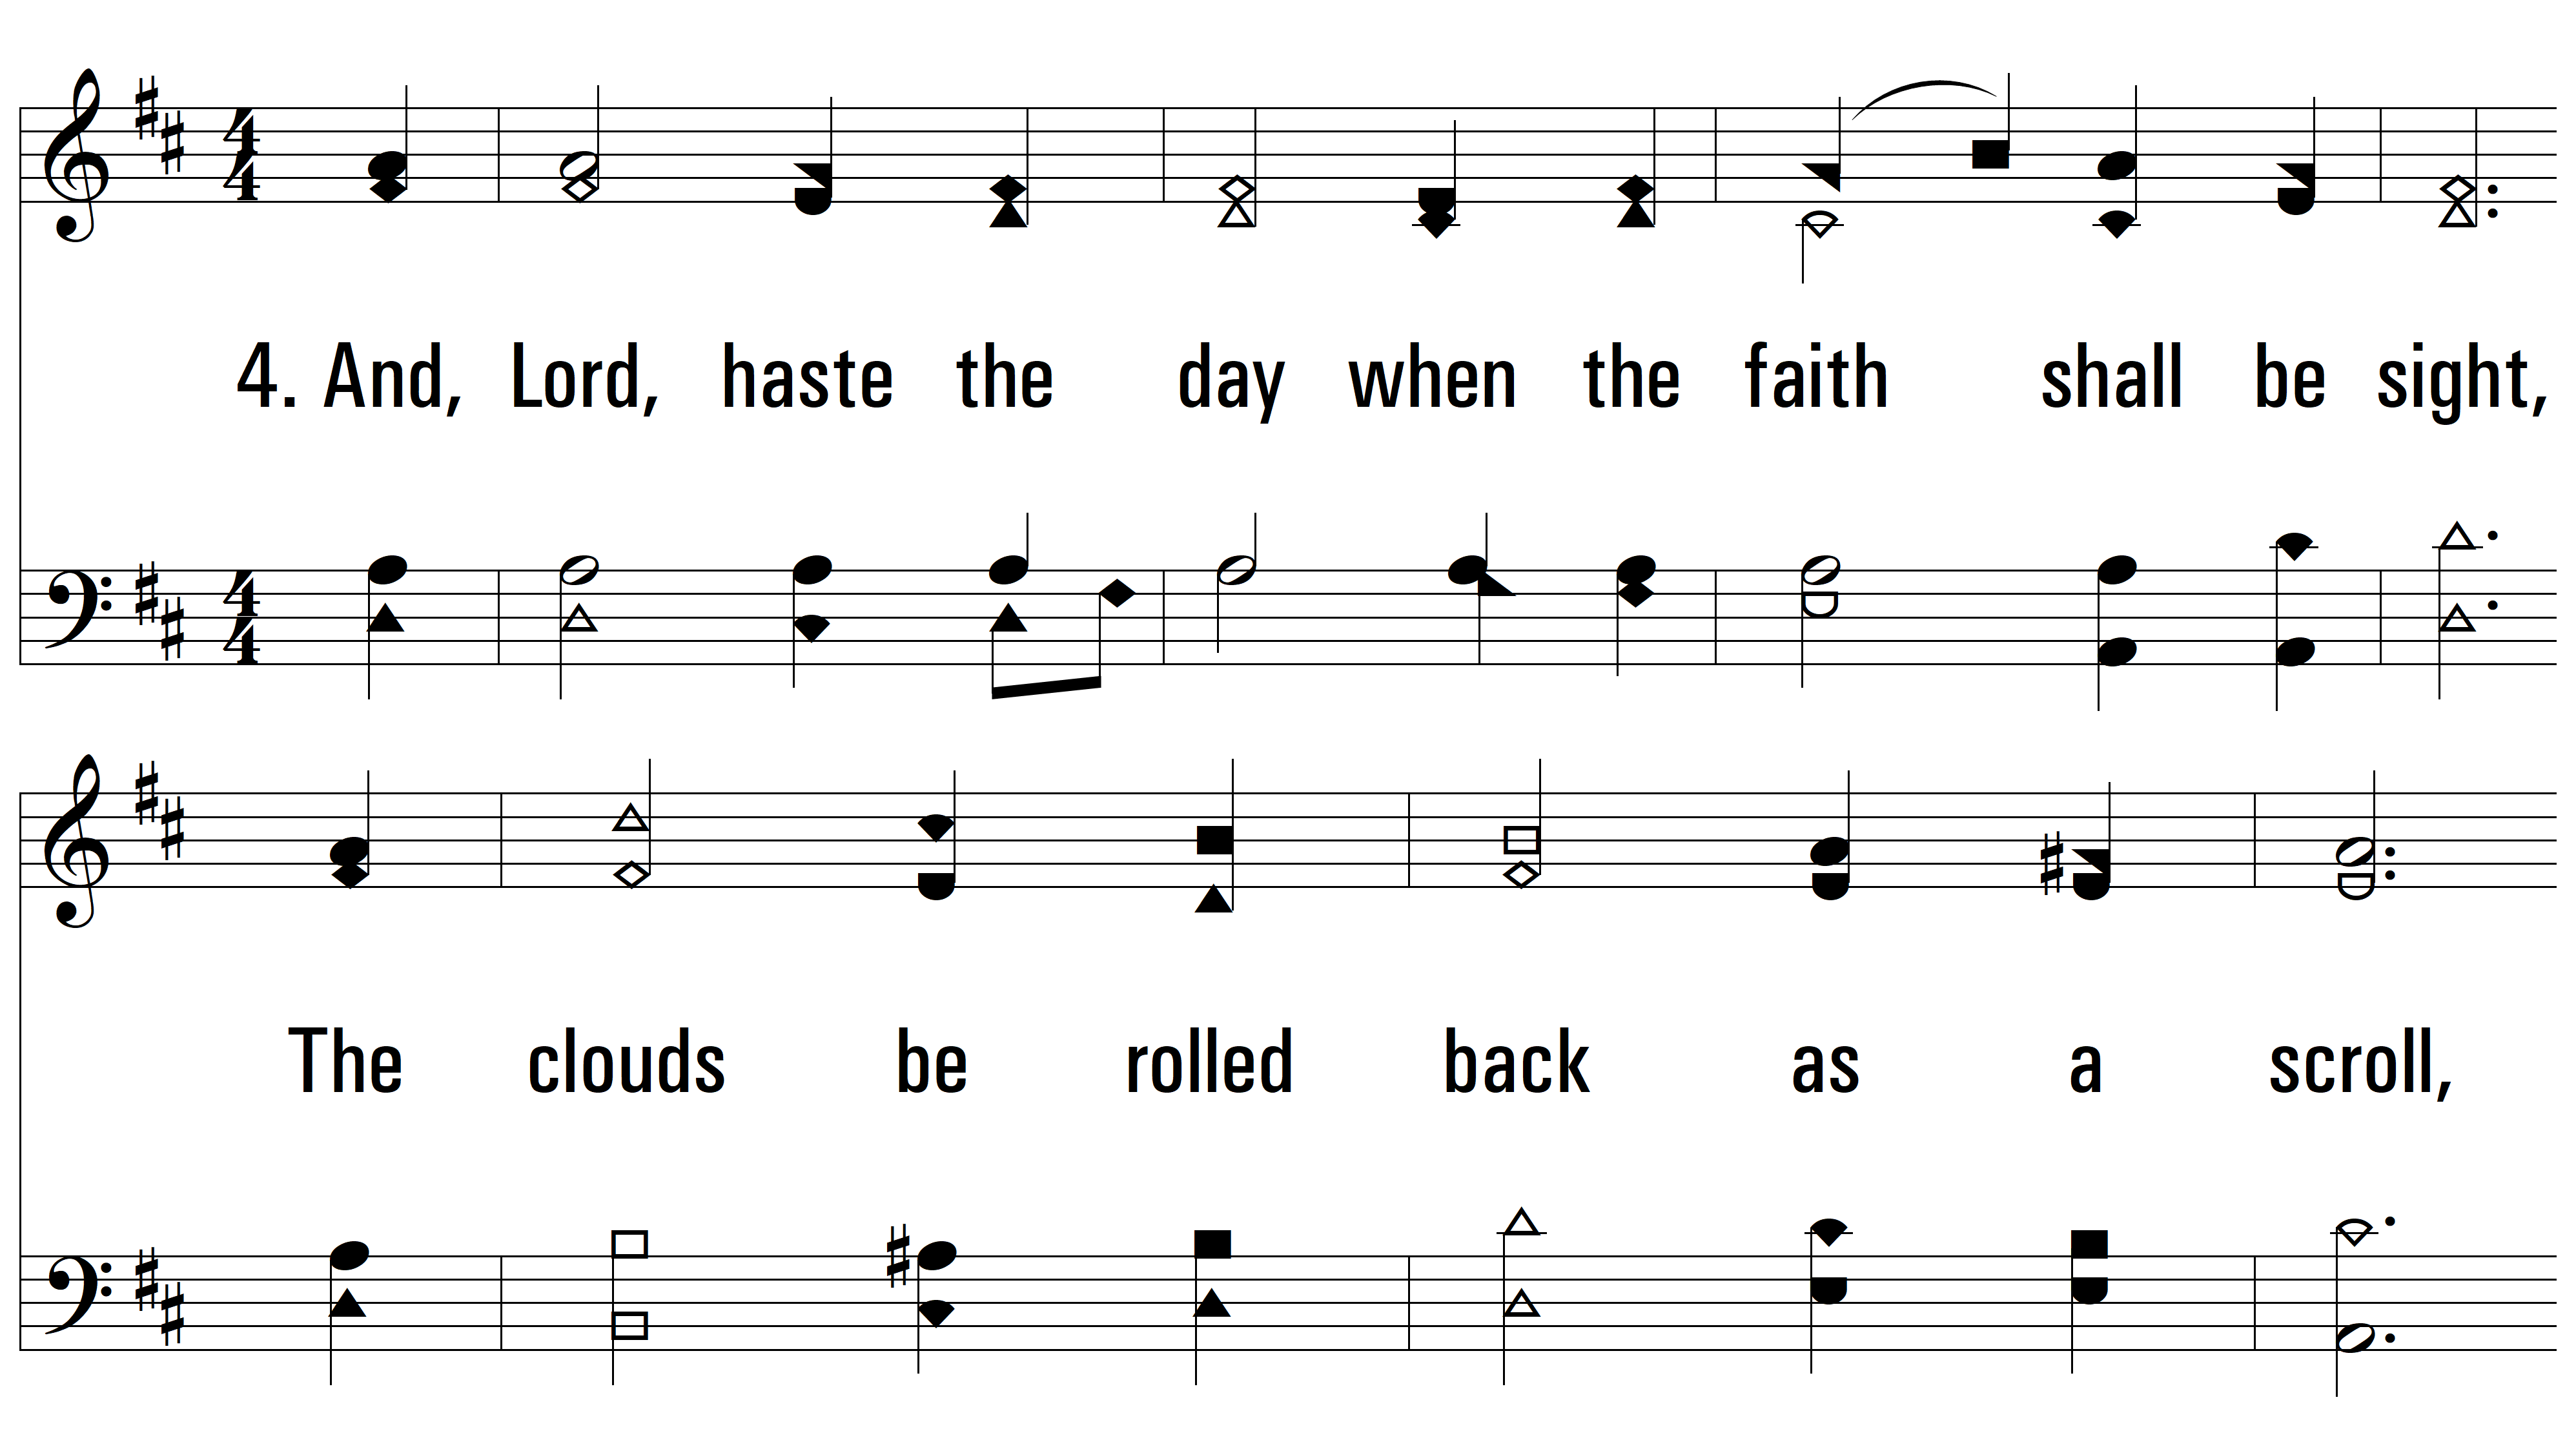 4. And, Lord, haste the day when the faith shall be sight,
The clouds be rolled back as a scroll,